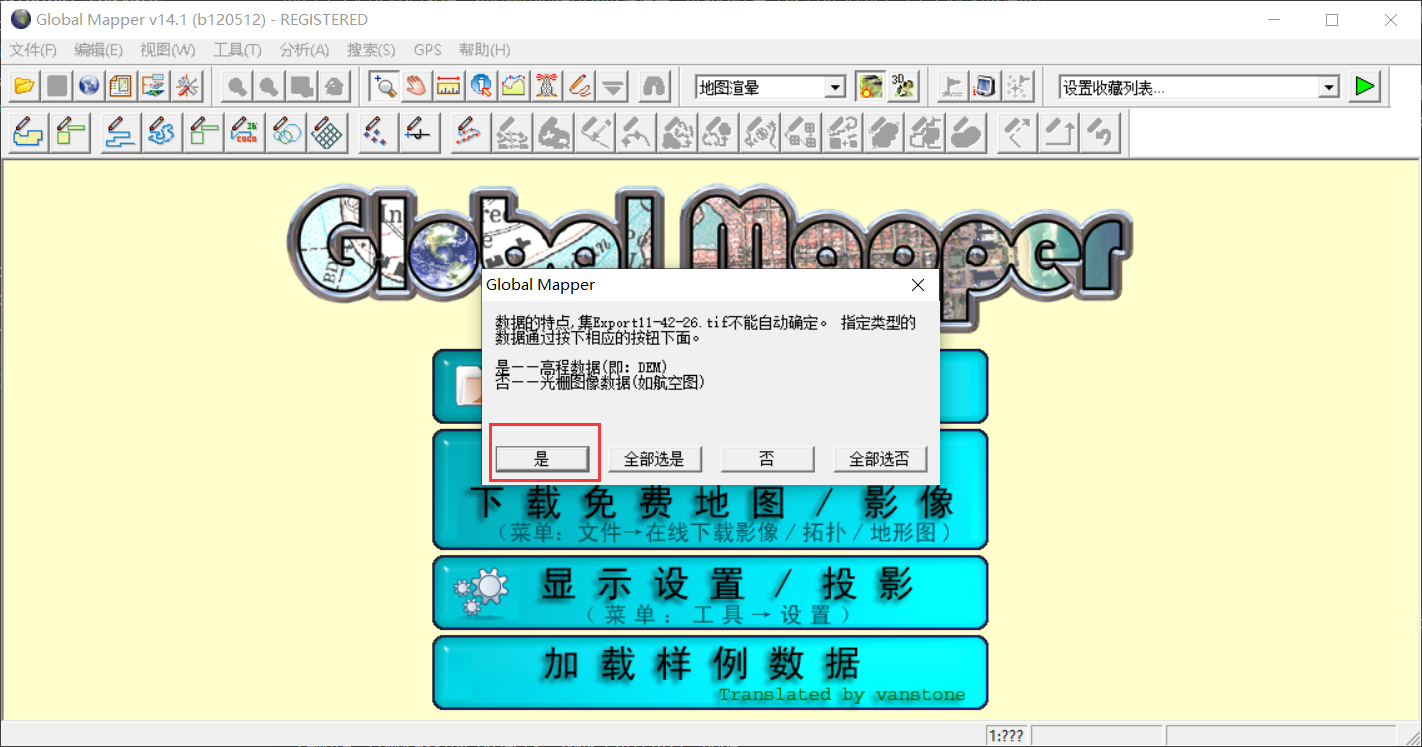 Global Mapper v14.1 (b120512) - REGISTERED
文件(F) 编辑(E) 视图(W) 工具(T) 分析(A) 搜索(S) GPS 帮助(H)
地图渲晕
3D
设置收藏列表...
Global Mapper
Global Mapper
数据的特点,集Export11-42-26.tif不能自动确定。 指定类型的
数据通过按下相应的按钮下面。
是——高程数据(即: DEM)
否——光栅图像数据(如航空图)
是 全部选是 否 全部选否
下载免费地图/影像
(菜单: 文件→在线下载影像/拓扑/地形图)
显示设置/投影
(菜单: 工具→设置)
加载样例数据
Translated by vanstone
1:???